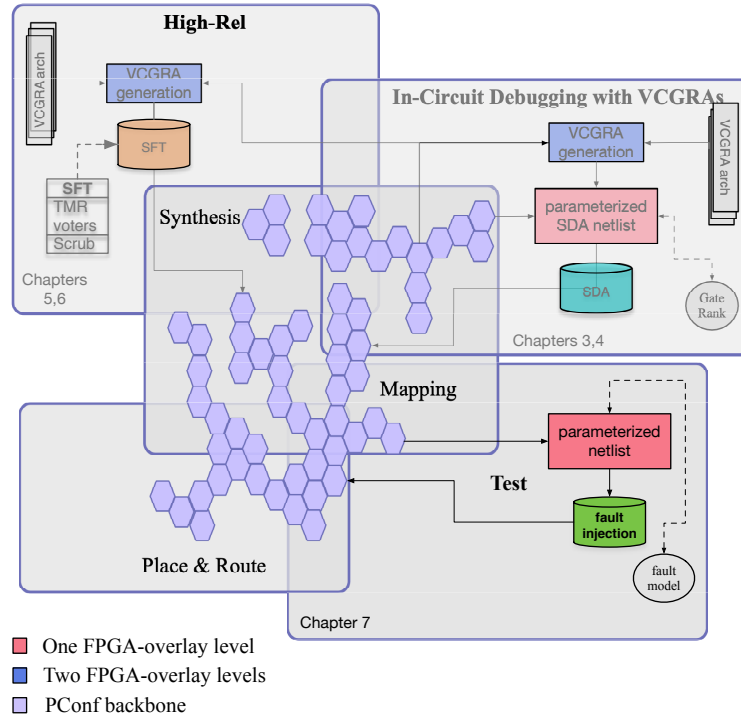 High-Rel
VCGRA arch
VCGRA
generation
SFT
SFT
TMR
voters
Scrub
Chapters
5,6
In-Circuit Debugging with VCGRAs
VCGRA
generation
VCGRA arch
parameterized
SDA netlist
SDA
Gate
Rank
Chapters 3,4
Synthesis
Mapping
parameterized
netlist
Test
fault
injection
fault
model
Place & Route
Chapter 7
One FPGA-overlay level
Two FPGA-overlay levels
PConf backbone